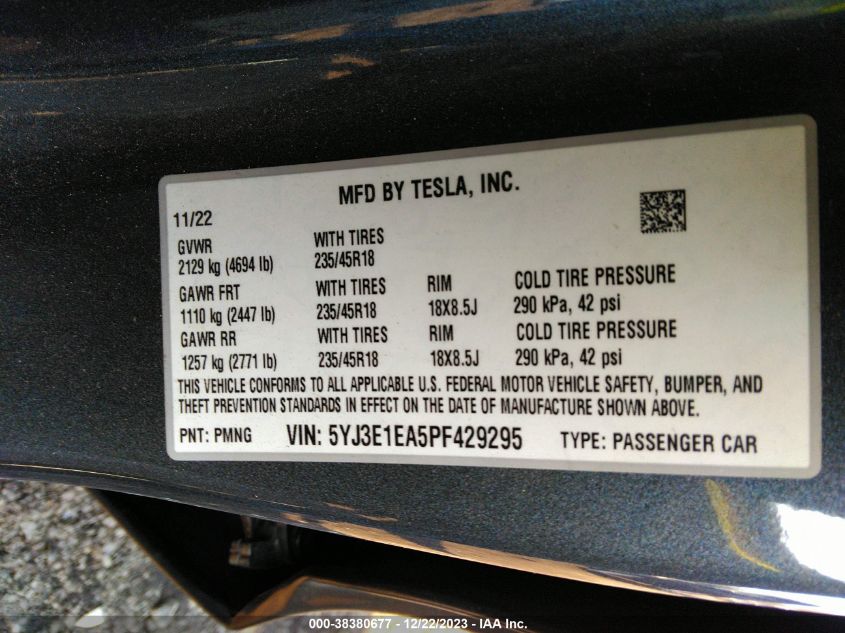 MFD BY TESLA, INC.
11/22
GVWR WITH TIRES
2129 kg (4694 lb) 235/45R18
GAWR FRT WITH TIRES RIM COLD TIRE PRESSURE
1110 kg (2447 lb) 235/45R18 18X8.5J 290 kPa, 42 psi
GAWR RR WITH TIRES RIM COLD TIRE PRESSURE
1257 kg (2771 lb) 235/45R18 18X8.5J 290 kPa, 42 psi
THIS VEHICLE CONFORMS TO ALL APPLICABLE U.S. FEDERAL MOTOR VEHICLE SAFETY, BUMPER, AND
THEFT PREVENTION STANDARDS IN EFFECT ON THE DATE OF MANUFACTURE SHOWN ABOVE.
PNT: PMNG VIN: 5YJ3E1EA5PF429295 TYPE: PASSENGER CAR
000-38380677 - 12/22/2023 - IAA Inc.